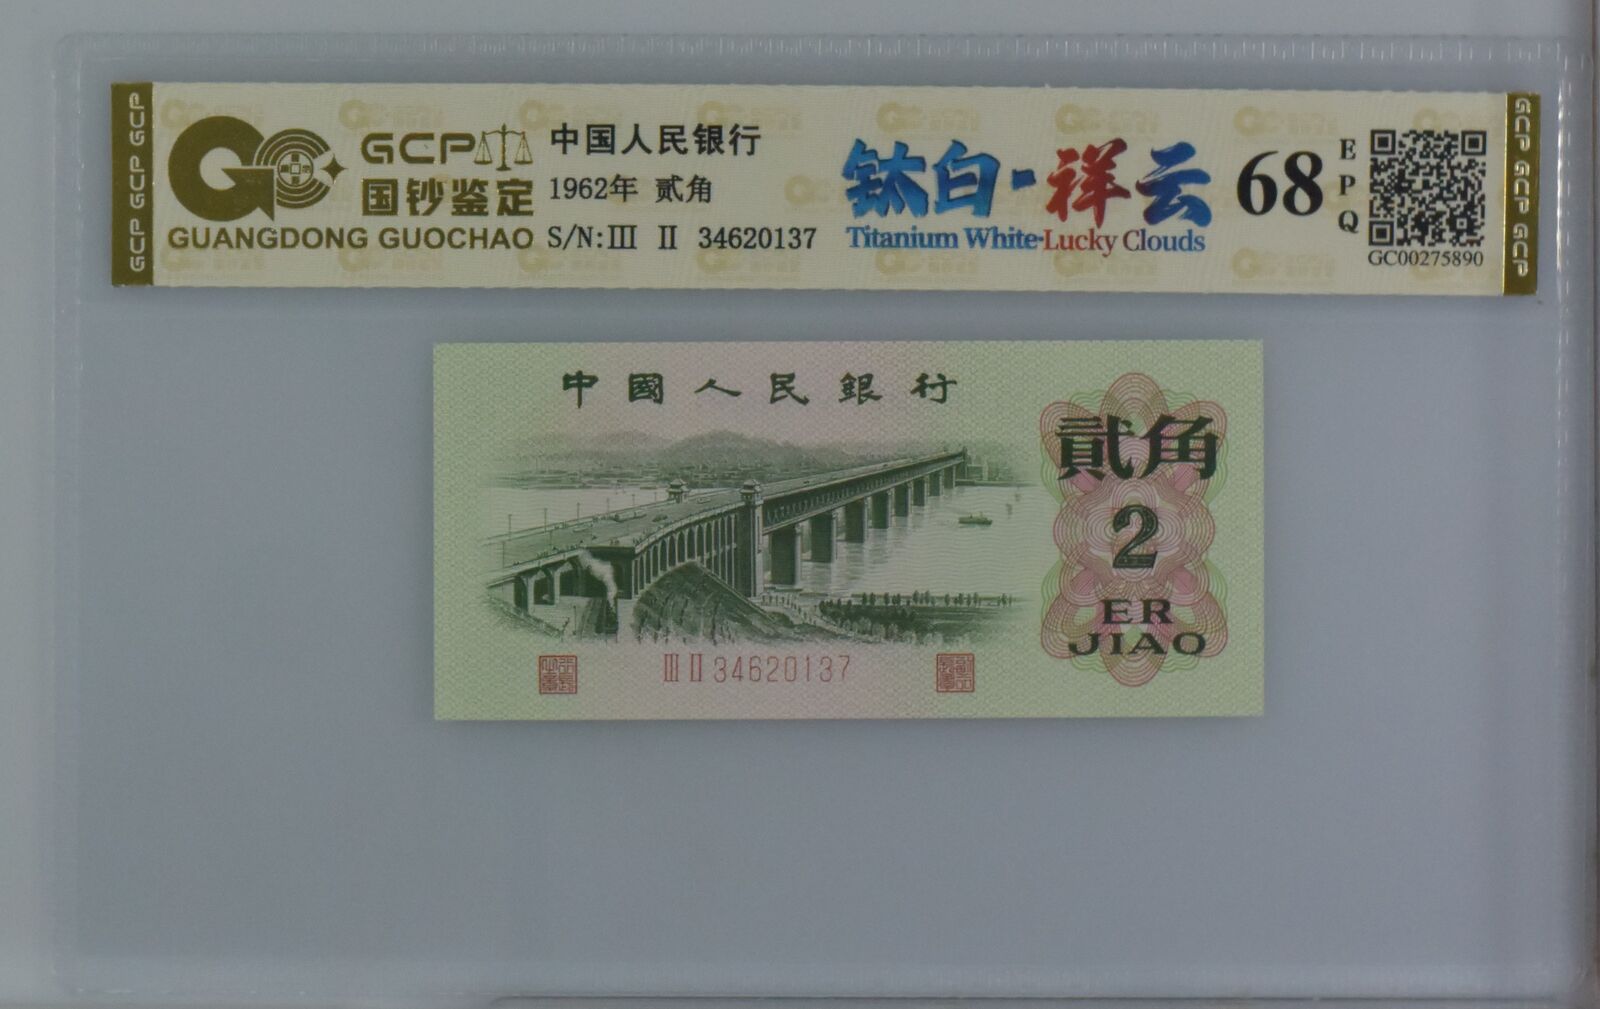 GCP GCP GCP
GCP
国钞鉴定
GUANGDONG GUOCHAO
中国人民银行
1962年 贰角
S/N:III II 34620137
钛白-祥云
Titanium White-Lucky Clouds
68
EPQ
GC00275890
GCP GCP GCP
中國人民銀行
貳角
2
ER
JIAO
III II 34620137